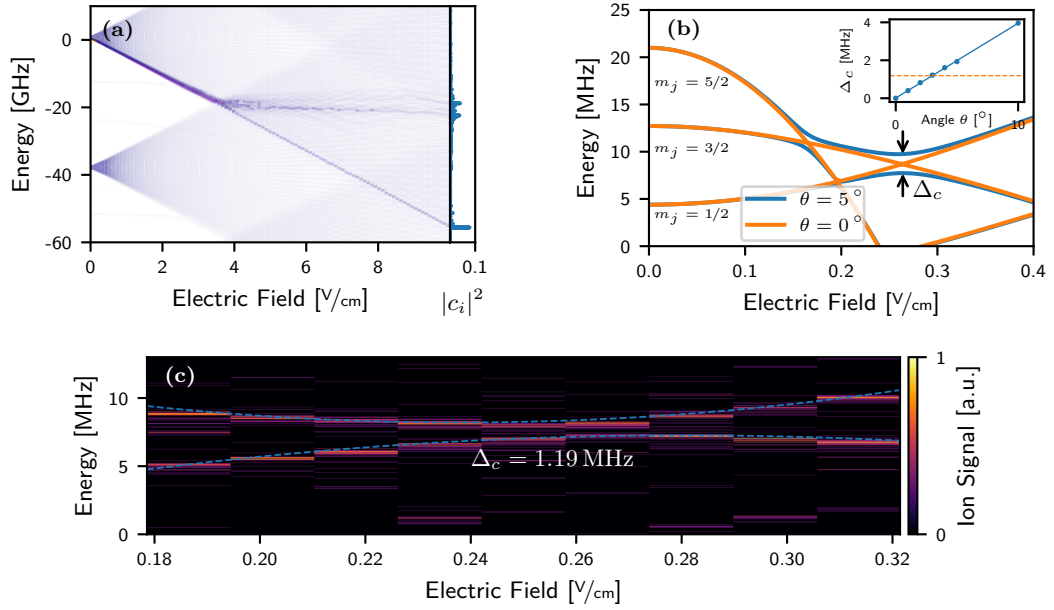 (a)
Energy [GHz]
0
-20
-40
-60
0
2
4
6
8
0.1
Electric Field [V/cm]
|c_i|^2
(b)
Energy [MHz]
25
20
15
10
5
0
m_j = 5/2
m_j = 3/2
m_j = 1/2
θ = 5°
θ = 0°
Δ_c
0.0
0.1
0.2
0.3
0.4
Electric Field [V/cm]
Δ_c [MHz]
4
2
0
0
10
Angle θ [°]
(c)
Energy [MHz]
10
5
0
Δ_c = 1.19 MHz
0.18
0.20
0.22
0.24
0.26
0.28
0.30
0.32
Electric Field [V/cm]
1
0
Ion Signal [a.u.]